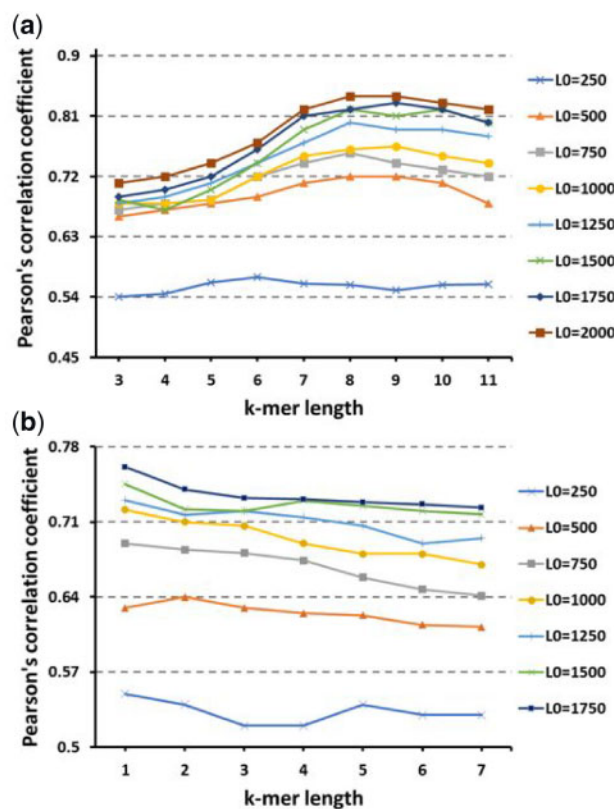 (a)
Pearson's correlation coefficient
0.9
0.81
0.72
0.63
0.54
0.45
3 4 5 6 7 8 9 10 11
k-mer length
L0=250
L0=500
L0=750
L0=1000
L0=1250
L0=1500
L0=1750
L0=2000
(b)
Pearson's correlation coefficient
0.78
0.71
0.64
0.57
0.5
1 2 3 4 5 6 7
k-mer length
L0=250
L0=500
L0=750
L0=1000
L0=1250
L0=1500
L0=1750